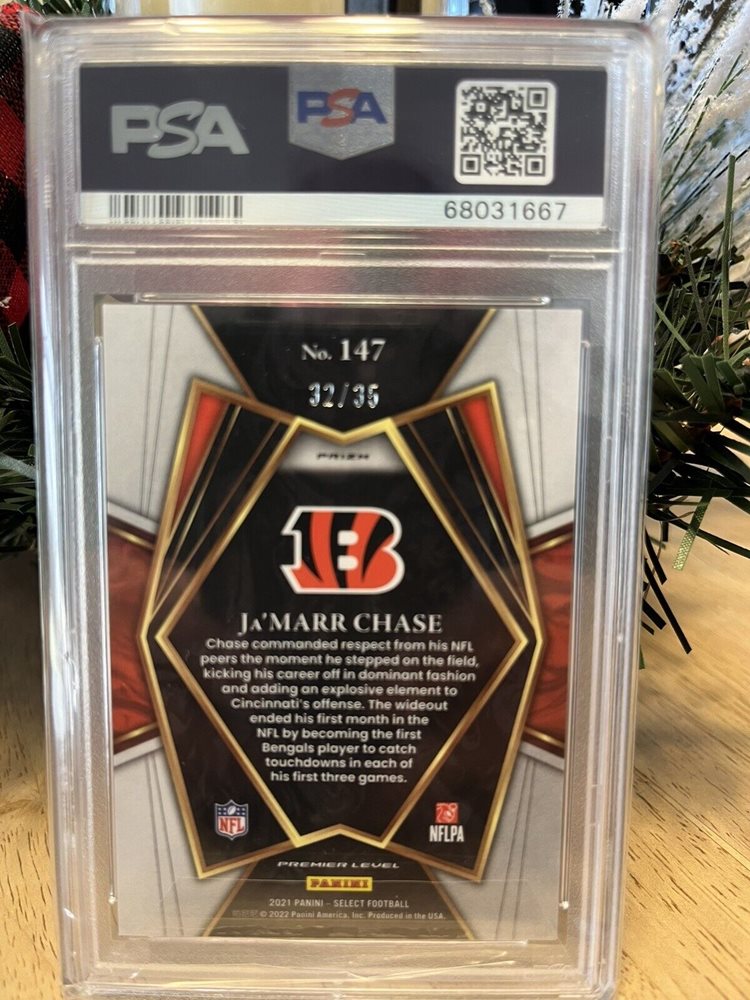 PSA
PSA
68031667
No. 147
32/35
PRIZM
B
JA'MARR CHASE
Chase commanded respect from his NFL
peers the moment he stepped on the field,
kicking his career off in dominant fashion
and adding an explosive element to
Cincinnati's offense. The wideout
ended his first month in the
NFL by becoming the first
Bengals player to catch
touchdowns in each of
his first three games.
NFL
NFLPA
PREMIER LEVEL
PANINI
2021 PANINI - SELECT FOOTBALL
© 2022 Panini America, Inc. Produced in the USA.